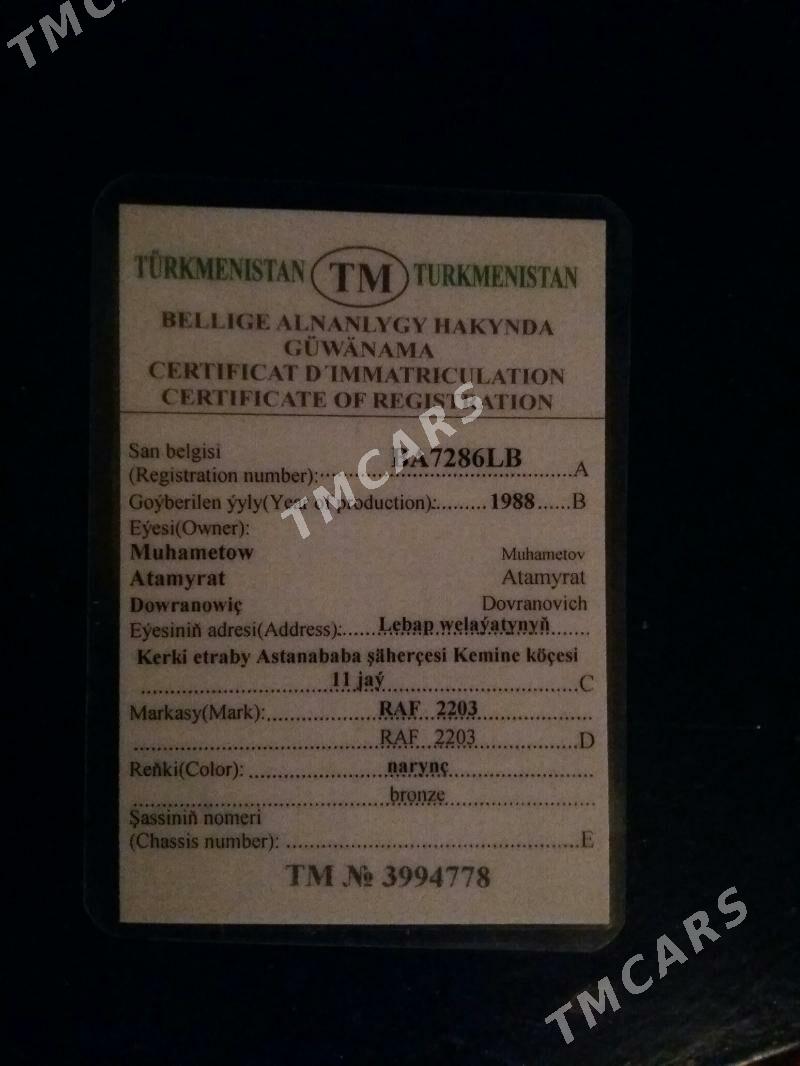 TMCARS
TÜRKMENISTAN TM TURKMENISTAN
BELLIGE ALNANLYGY HAKYNDA
GÜWÄNAMA
CERTIFICAT D'IMMATRICULATION
CERTIFICATE OF REGISTRATION
San belgisi
(Registration number): BA7286LB A
Goýberilen ýyly(Year of production): 1988 B
Eýesi(Owner):
Muhametow Muhametov
Atamyrat Atamyrat
Dowranowiç Dovranovich
Eýesiniň adresi(Address): Lebap welaýatynyň
Kerki etraby Astanababa şäherçesi Kemine köçesi
11 jaý C
Markasy(Mark): RAF 2203
RAF 2203 D
Reňki(Color): narynç
bronze
Şassiniň nomeri
(Chassis number): E
TM № 3994778
TMCARS
TMCARS